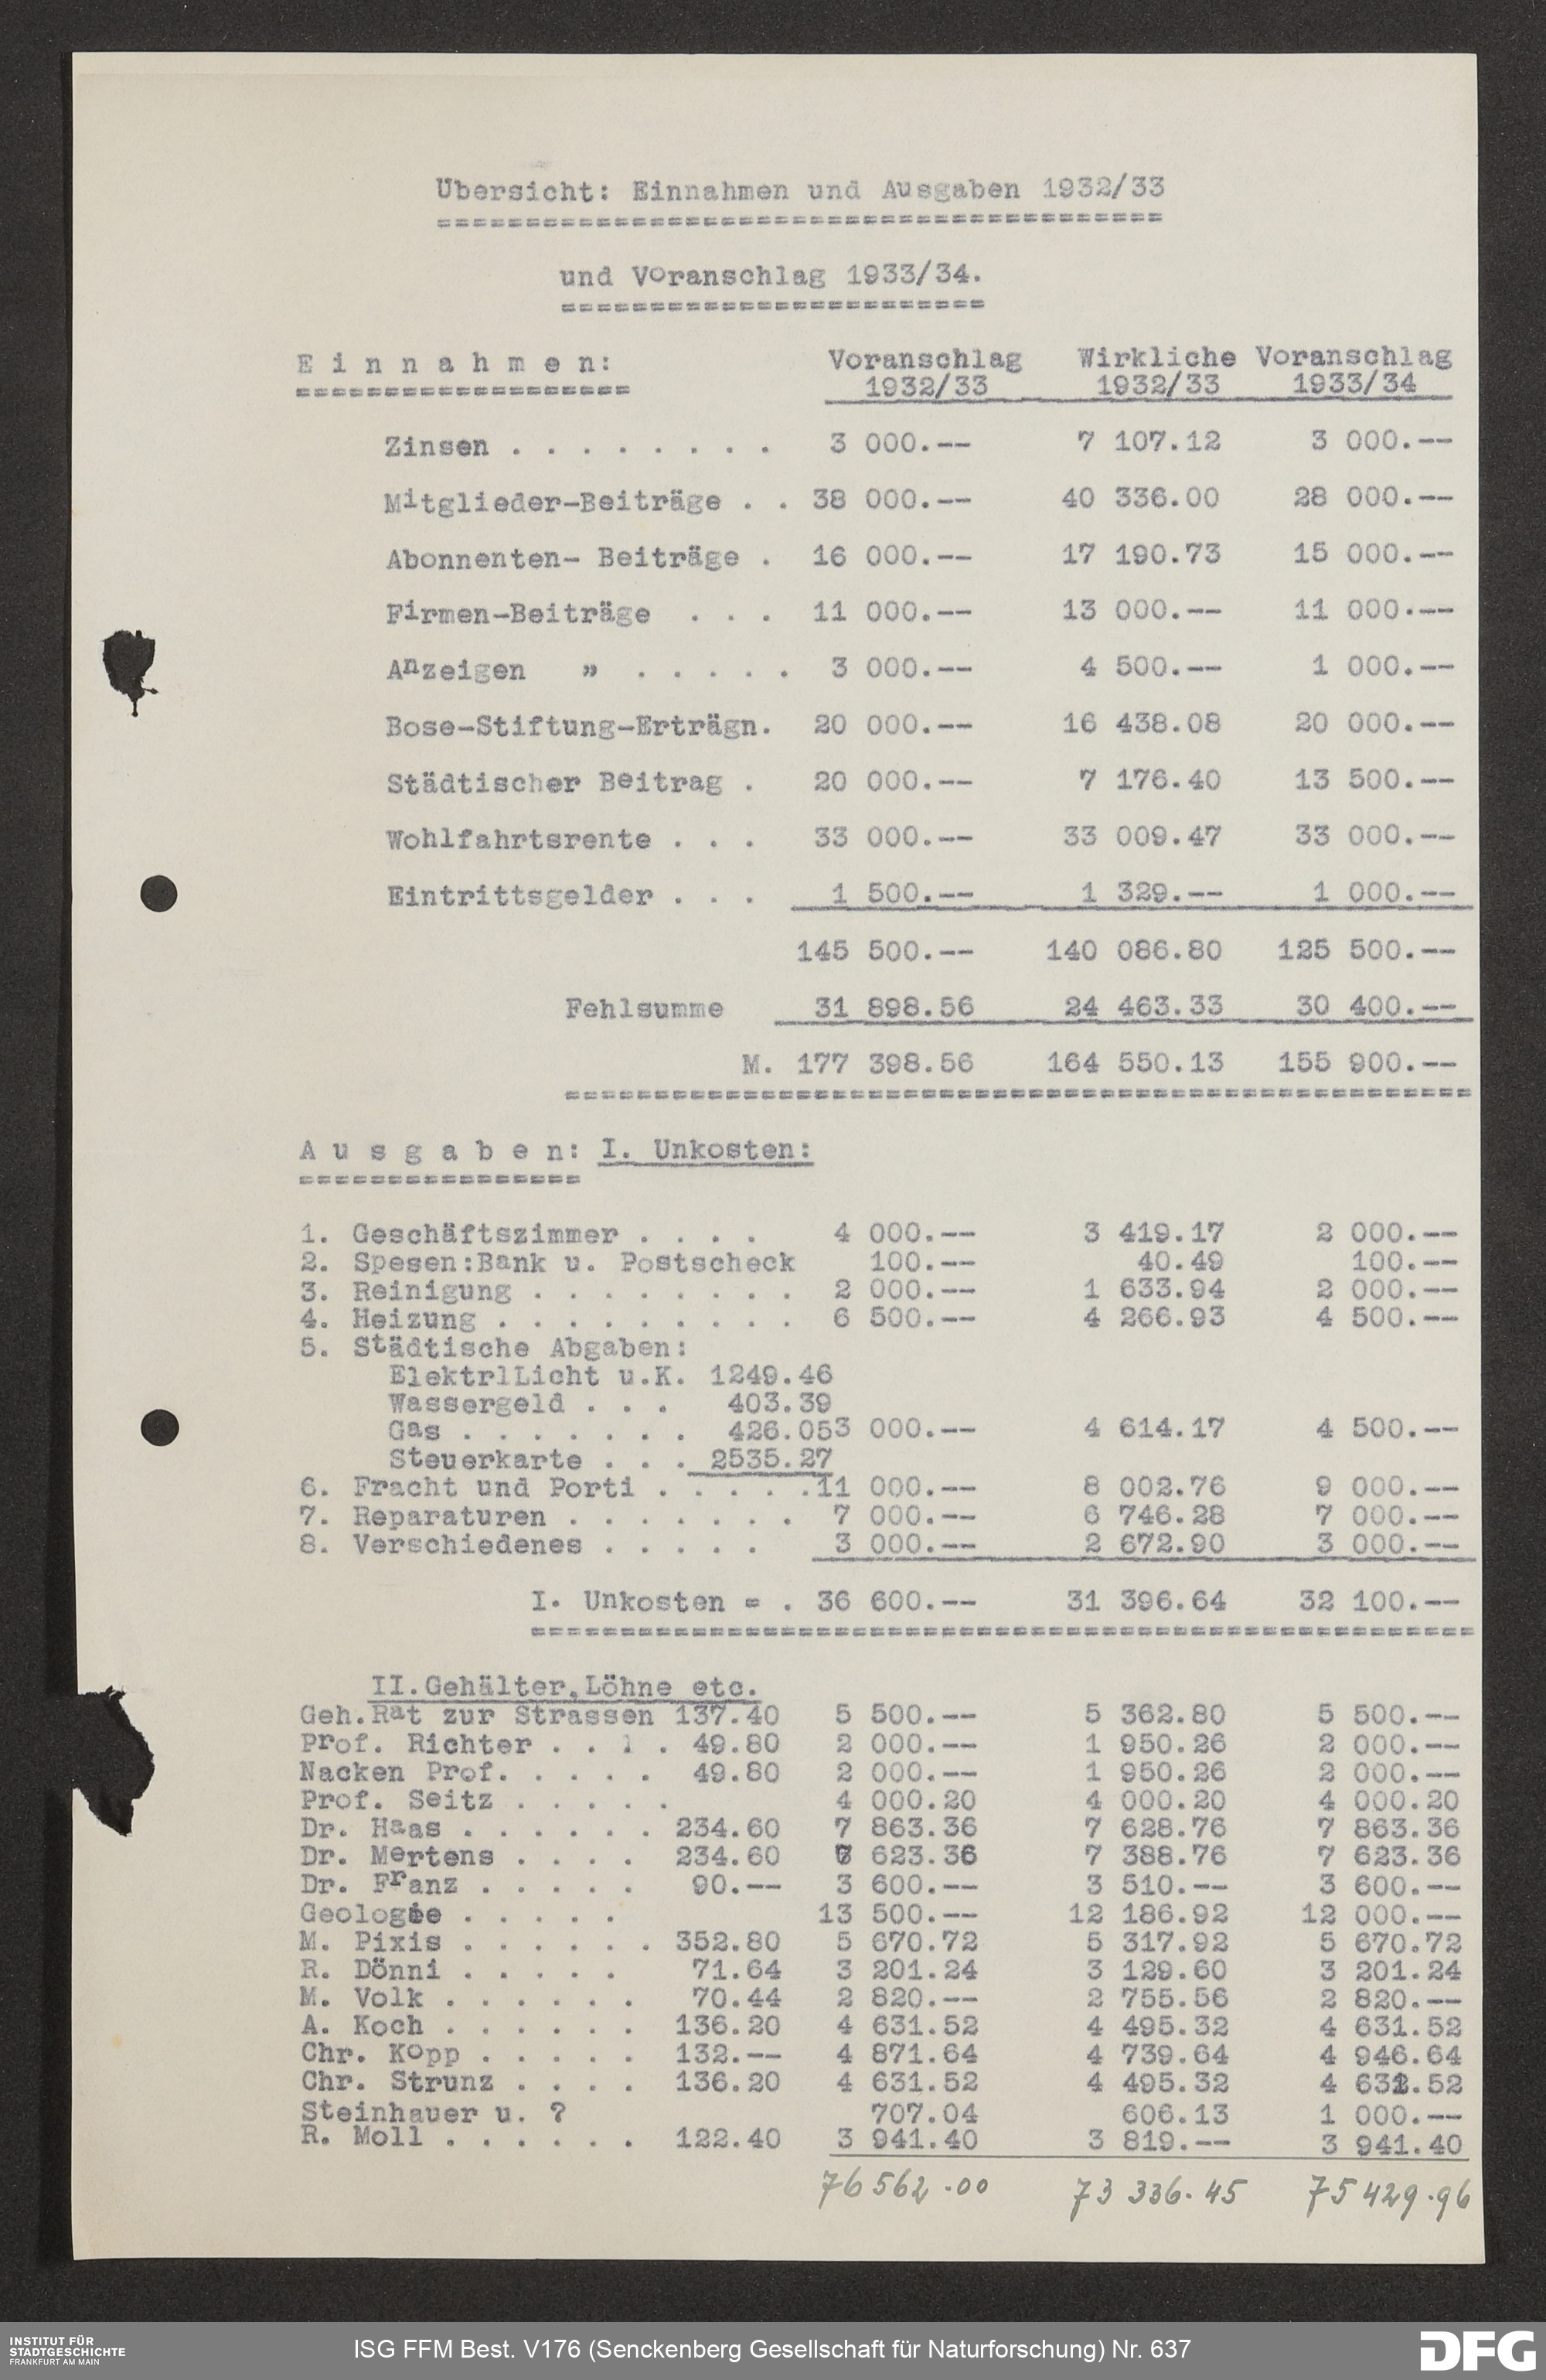 Übersicht: Einnahmen und Ausgaben 1932/33
und Voranschlag 1933/34.
E i n n a h m e n: Voranschlag Wirkliche Voranschlag
1932/33 1932/33 1933/34
Zinsen . . . . . . . . 3 000.-- 7 107.12 3 000.--
Mitglieder-Beiträge . . 38 000.-- 40 336.00 28 000.--
Abonnenten- Beiträge . 16 000.-- 17 190.73 15 000.--
Firmen-Beiträge . . . 11 000.-- 13 000.-- 11 000.--
Anzeigen " . . . . . 3 000.-- 4 500.-- 1 000.--
Bose-Stiftung-Erträgn. 20 000.-- 16 438.08 20 000.--
Städtischer Beitrag . 20 000.-- 7 176.40 13 500.--
Wohlfahrtsrente . . . 33 000.-- 33 009.47 33 000.--
Eintrittsgelder . . . 1 500.-- 1 329.-- 1 000.--
145 500.-- 140 086.80 125 500.--
Fehlsumme 31 898.56 24 463.33 30 400.--
M. 177 398.56 164 550.13 155 900.--
A u s g a b e n: I. Unkosten:
1. Geschäftszimmer . . . . 4 000.-- 3 419.17 2 000.--
2. Spesen:Bank u. Postscheck 100.-- 40.49 100.--
3. Reinigung . . . . . . . . 2 000.-- 1 633.94 2 000.--
4. Heizung . . . . . . . . . 6 500.-- 4 266.93 4 500.--
5. Städtische Abgaben:
ElektrlLicht u.K. 1249.46
Wassergeld . . . 403.39
Gas . . . . . . . 426.053 000.-- 4 614.17 4 500.--
Steuerkarte . . . 2535.27
6. Fracht und Porti . . . . .11 000.-- 8 002.76 9 000.--
7. Reparaturen . . . . . . . 7 000.-- 6 746.28 7 000.--
8. Verschiedenes . . . . . 3 000.-- 2 672.90 3 000.--
I. Unkosten = . 36 600.-- 31 396.64 32 100.--
II.Gehälter,Löhne etc.
Geh.Rat zur Strassen 137.40 5 500.-- 5 362.80 5 500.--
Prof. Richter . . . . 49.80 2 000.-- 1 950.26 2 000.--
Nacken Prof. . . . . 49.80 2 000.-- 1 950.26 2 000.--
Prof. Seitz . . . . . 4 000.20 4 000.20 4 000.20
Dr. Haas . . . . . . 234.60 7 863.36 7 628.76 7 863.36
Dr. Mertens . . . . 234.60 7 623.36 7 388.76 7 623.36
Dr. Franz . . . . . 90.-- 3 600.-- 3 510.-- 3 600.--
Geologie . . . . . 13 500.-- 12 186.92 12 000.--
M. Pixis . . . . . . 352.80 5 670.72 5 317.92 5 670.72
R. Dönni . . . . . 71.64 3 201.24 3 129.60 3 201.24
M. Volk . . . . . . 70.44 2 820.-- 2 755.56 2 820.--
A. Koch . . . . . . 136.20 4 631.52 4 495.32 4 631.52
Chr. Kopp . . . . . 132.-- 4 871.64 4 739.64 4 946.64
Chr. Strunz . . . . 136.20 4 631.52 4 495.32 4 631.52
Steinhauer u. ? 707.04 606.13 1 000.--
R. Moll . . . . . . 122.40 3 941.40 3 819.-- 3 941.40
76 562.00 73 336.45 75 429.96
INSTITUT FÜR
STADTGESCHICHTE
FRANKFURT AM MAIN
ISG FFM Best. V176 (Senckenberg Gesellschaft für Naturforschung) Nr. 637
DFG